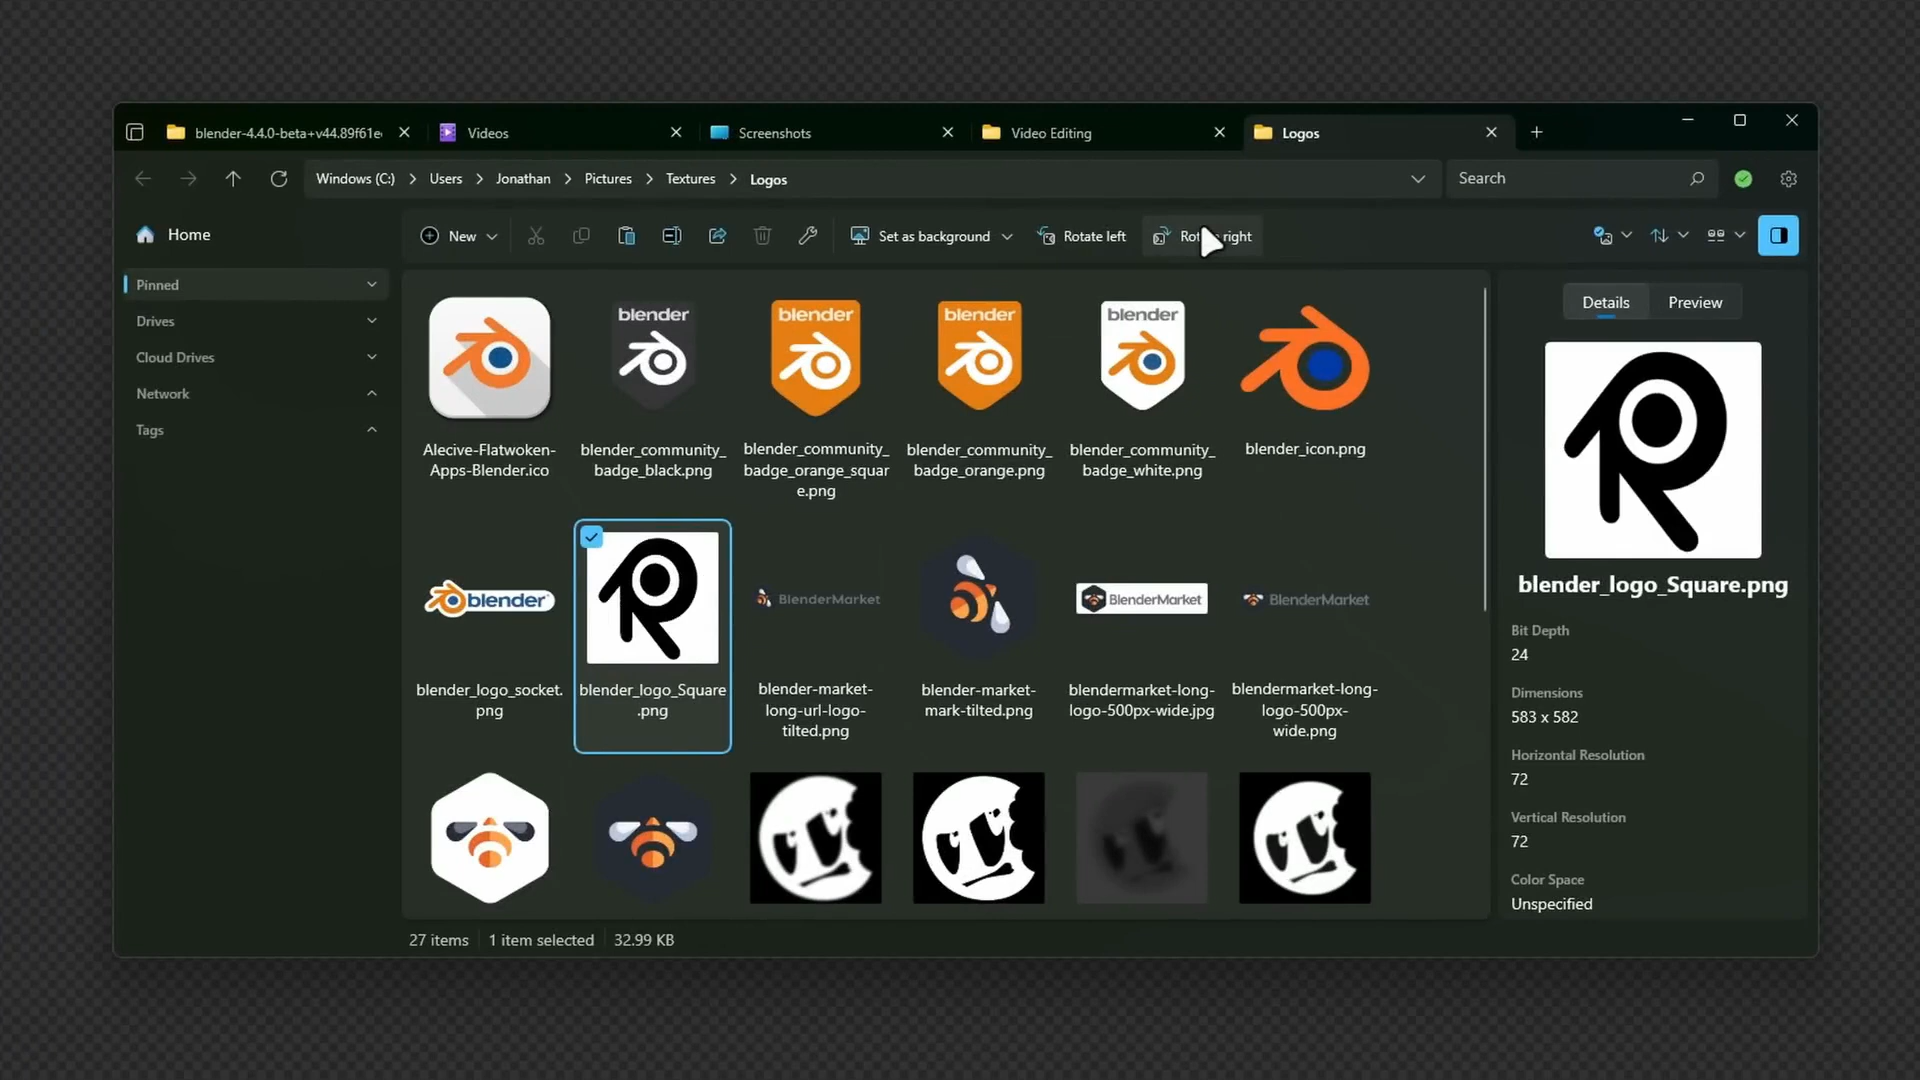 blender-4.4.0-beta+v44.89f61e
Videos
Screenshots
Video Editing
Logos
Windows (C:) > Users > Jonathan > Pictures > Textures > Logos
Search
Home
New
Set as background
Rotate left
Rot right
Pinned
Drives
Cloud Drives
Network
Tags
blender
blender
blender
blender
Alecive-Flatwoken-
Apps-Blender.ico
blender_community_
badge_black.png
blender_community_
badge_orange_squar
e.png
blender_community_
badge_orange.png
blender_community_
badge_white.png
blender_icon.png
blender
BlenderMarket
BlenderMarket
BlenderMarket
blender_logo_socket.
png
blender_logo_Square
.png
blender-market-
long-url-logo-
tilted.png
blender-market-
mark-tilted.png
blendermarket-long-
logo-500px-wide.jpg
blendermarket-long-
logo-500px-
wide.png
Details
Preview
blender_logo_Square.png
Bit Depth
24
Dimensions
583 x 582
Horizontal Resolution
72
Vertical Resolution
72
Color Space
Unspecified
27 items
1 item selected
32.99 KB